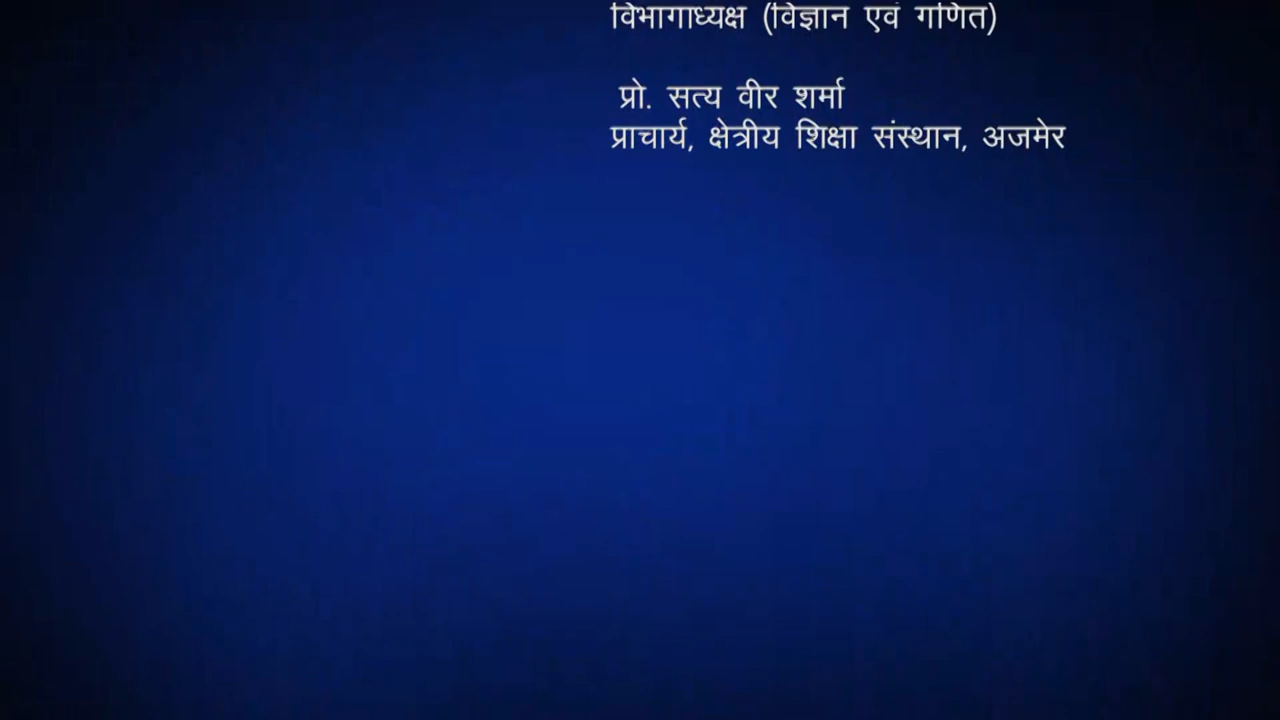 विभागाध्यक्ष (विज्ञान एवं गणित)
प्रो. सत्य वीर शर्मा
प्राचार्य, क्षेत्रीय शिक्षा संस्थान, अजमेर